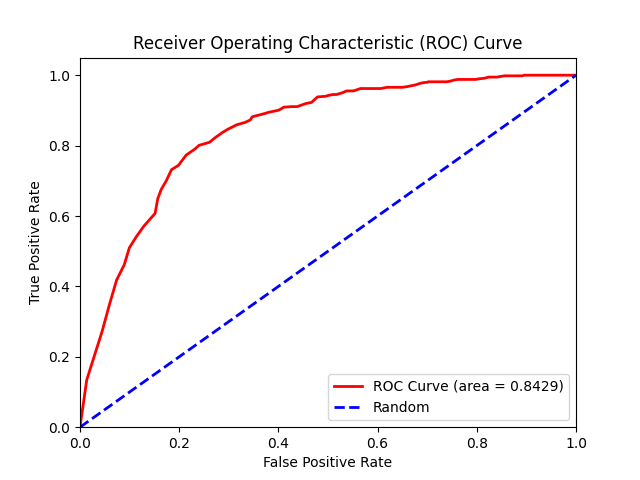 Receiver Operating Characteristic (ROC) Curve
True Positive Rate
1.0
0.8
0.6
0.4
0.2
0.0
ROC Curve (area = 0.8429)
Random
0.0 0.2 0.4 0.6 0.8 1.0
False Positive Rate